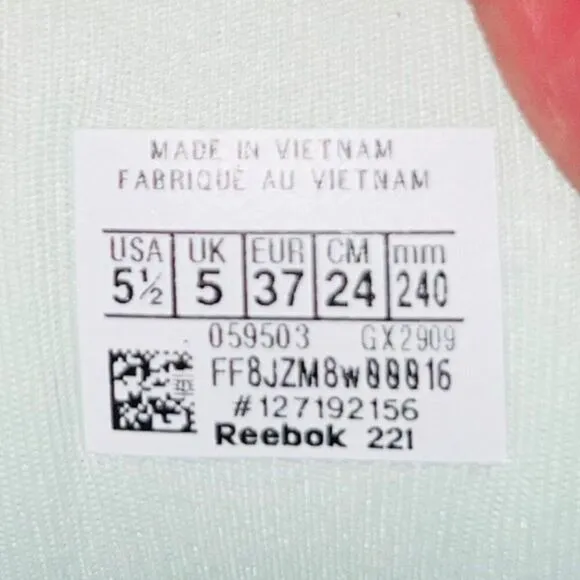 MADE IN VIETNAM
FABRIQUÉ AU VIETNAM
USA UK EUR CM mm
5½ 5 37 24 240
059503 GX2909
FF8JZM8w00016
#127192156
Reebok 221